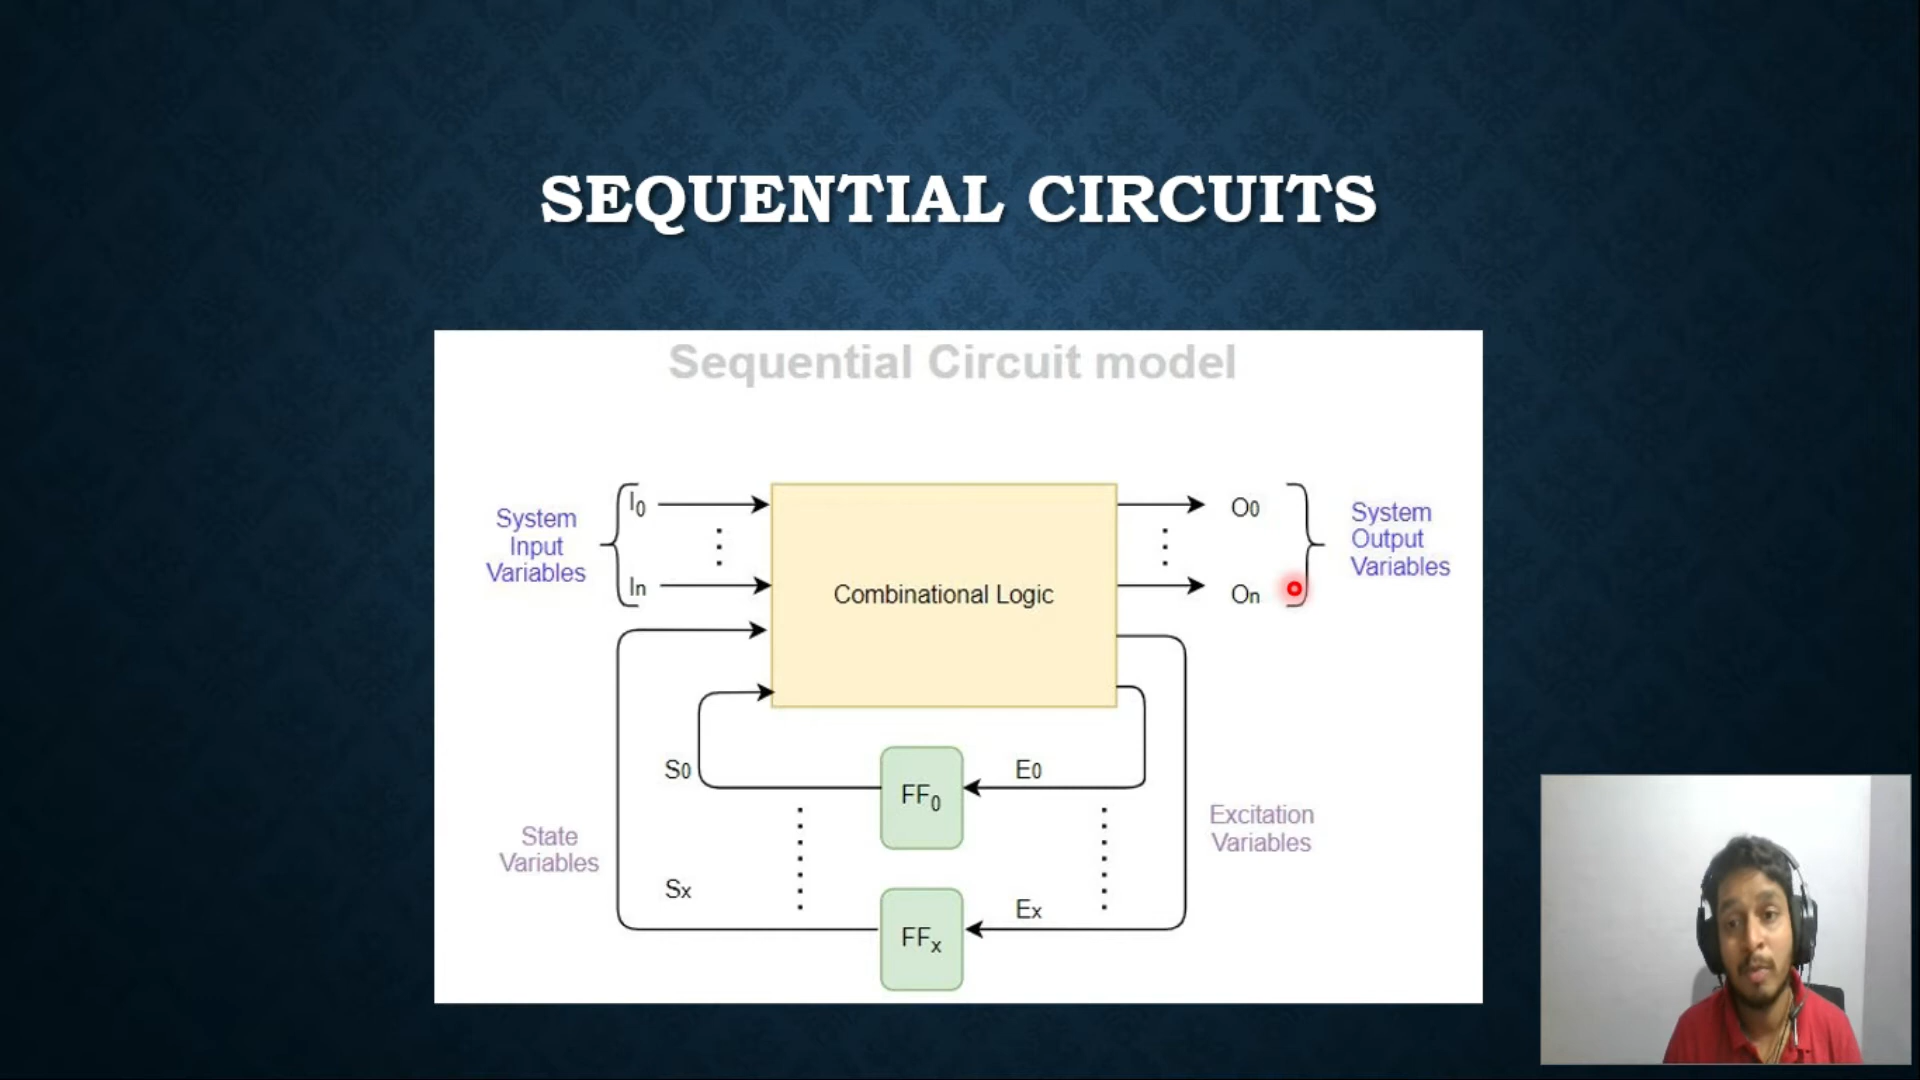 SEQUENTIAL CIRCUITS
Sequential Circuit model
System
Input
Variables
I0
In
Combinational Logic
O0
On
System
Output
Variables
S0
FF0
E0
State
Variables
Excitation
Variables
Sx
FFx
Ex